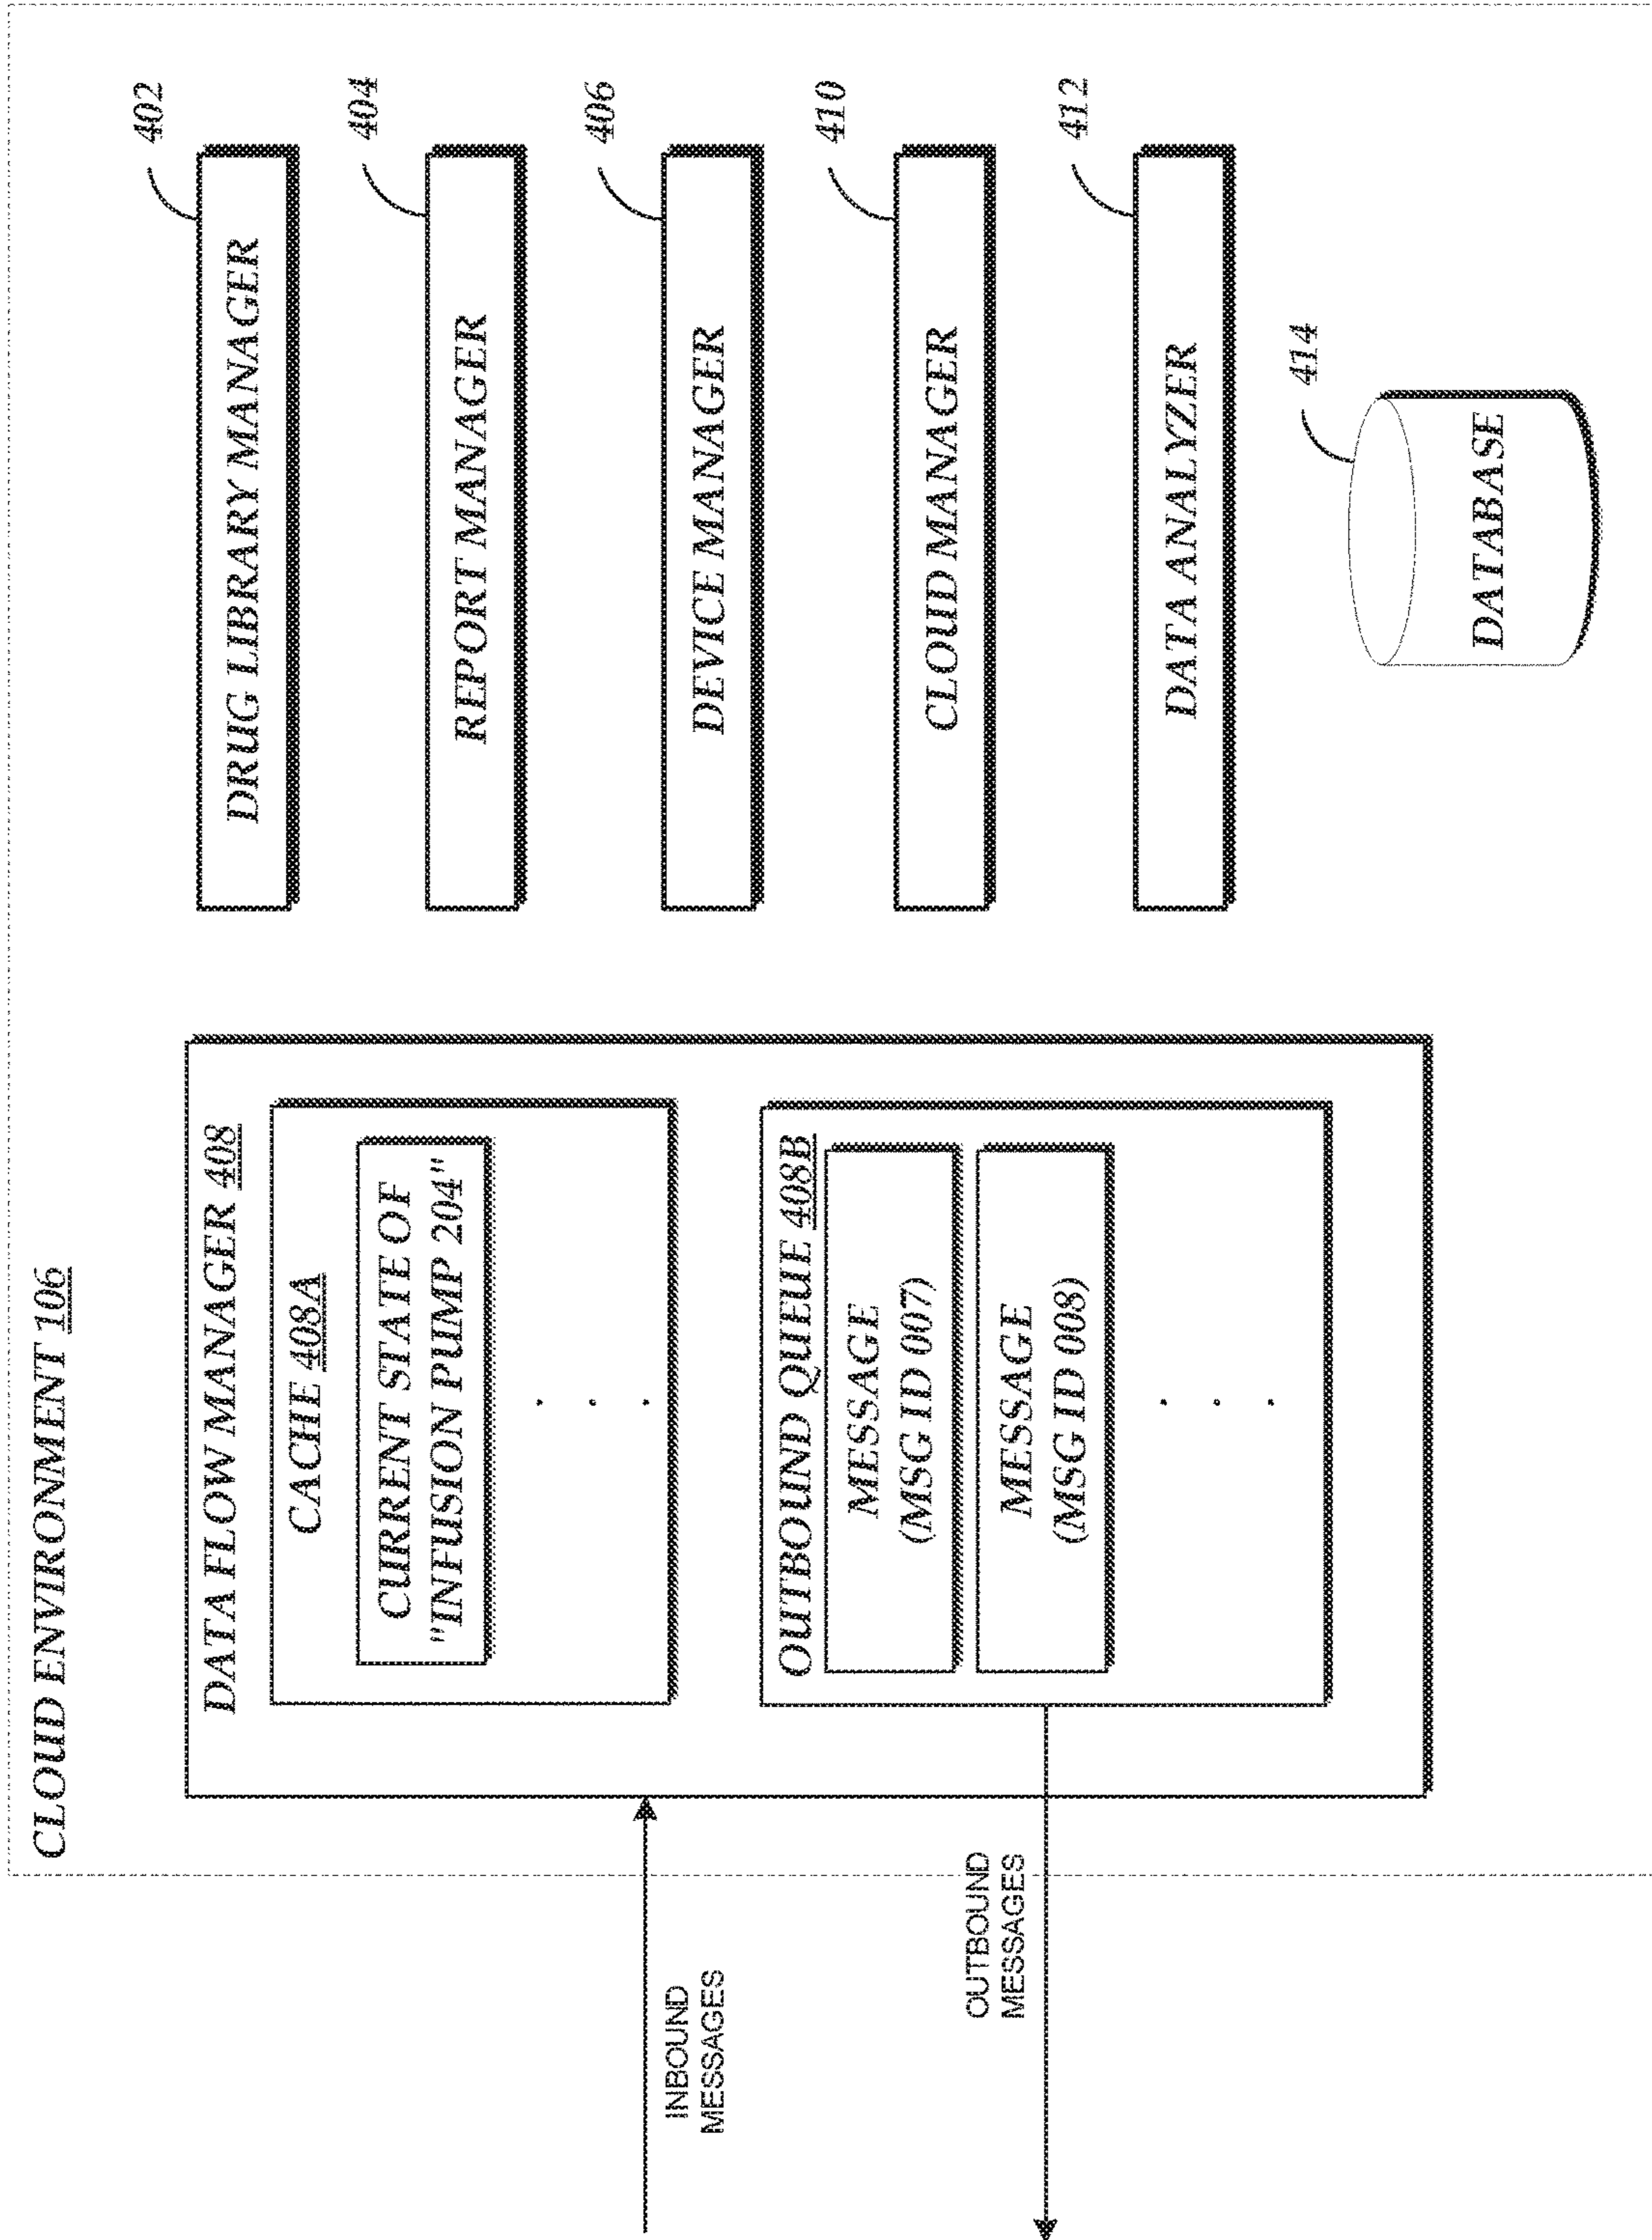 CLOUD ENVIRONMENT 106
DATA FLOW MANAGER 408
CACHE 408A
CURRENT STATE OF
"INFUSION PUMP 204"
. . .
OUTBOUND QUEUE 408B
MESSAGE
(MSG ID 007)
MESSAGE
(MSG ID 008)
. . .
INBOUND
MESSAGES
OUTBOUND
MESSAGES
402
DRUG LIBRARY MANAGER
404
REPORT MANAGER
406
DEVICE MANAGER
410
CLOUD MANAGER
412
DATA ANALYZER
414
DATABASE